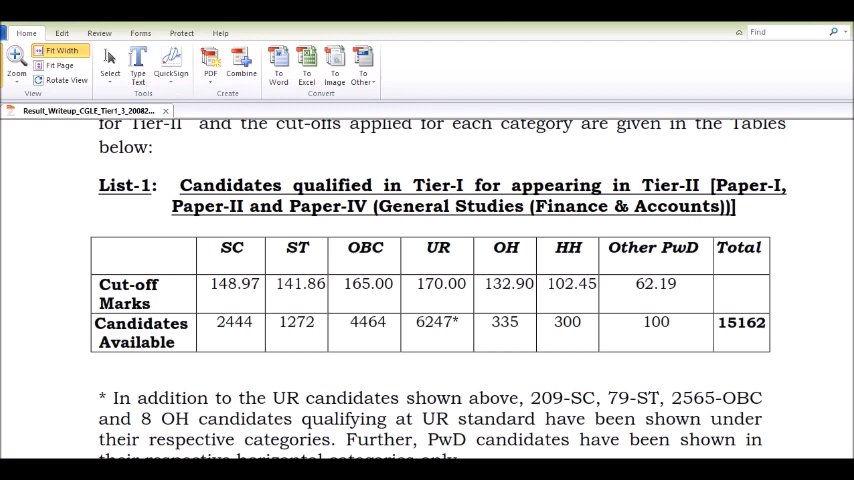 Home Edit Review Forms Protect Help Find
Fit Width
Fit Page
Rotate View
Zoom Select Type Text QuickSign PDF Combine To Word To Excel To Image To Other
View Tools Create Convert
Result_Writeup_CGLE_Tier1_3_20082... ×
for Tier-II and the cut-offs applied for each category are given in the Tables
below:
List-1: Candidates qualified in Tier-I for appearing in Tier-II [Paper-I,
Paper-II and Paper-IV (General Studies (Finance & Accounts))]
SC ST OBC UR OH HH Other PwD Total
Cut-off Marks 148.97 141.86 165.00 170.00 132.90 102.45 62.19
Candidates Available 2444 1272 4464 6247* 335 300 100 15162
* In addition to the UR candidates shown above, 209-SC, 79-ST, 2565-OBC
and 8 OH candidates qualifying at UR standard have been shown under
their respective categories. Further, PwD candidates have been shown in
their respective horizontal categories only